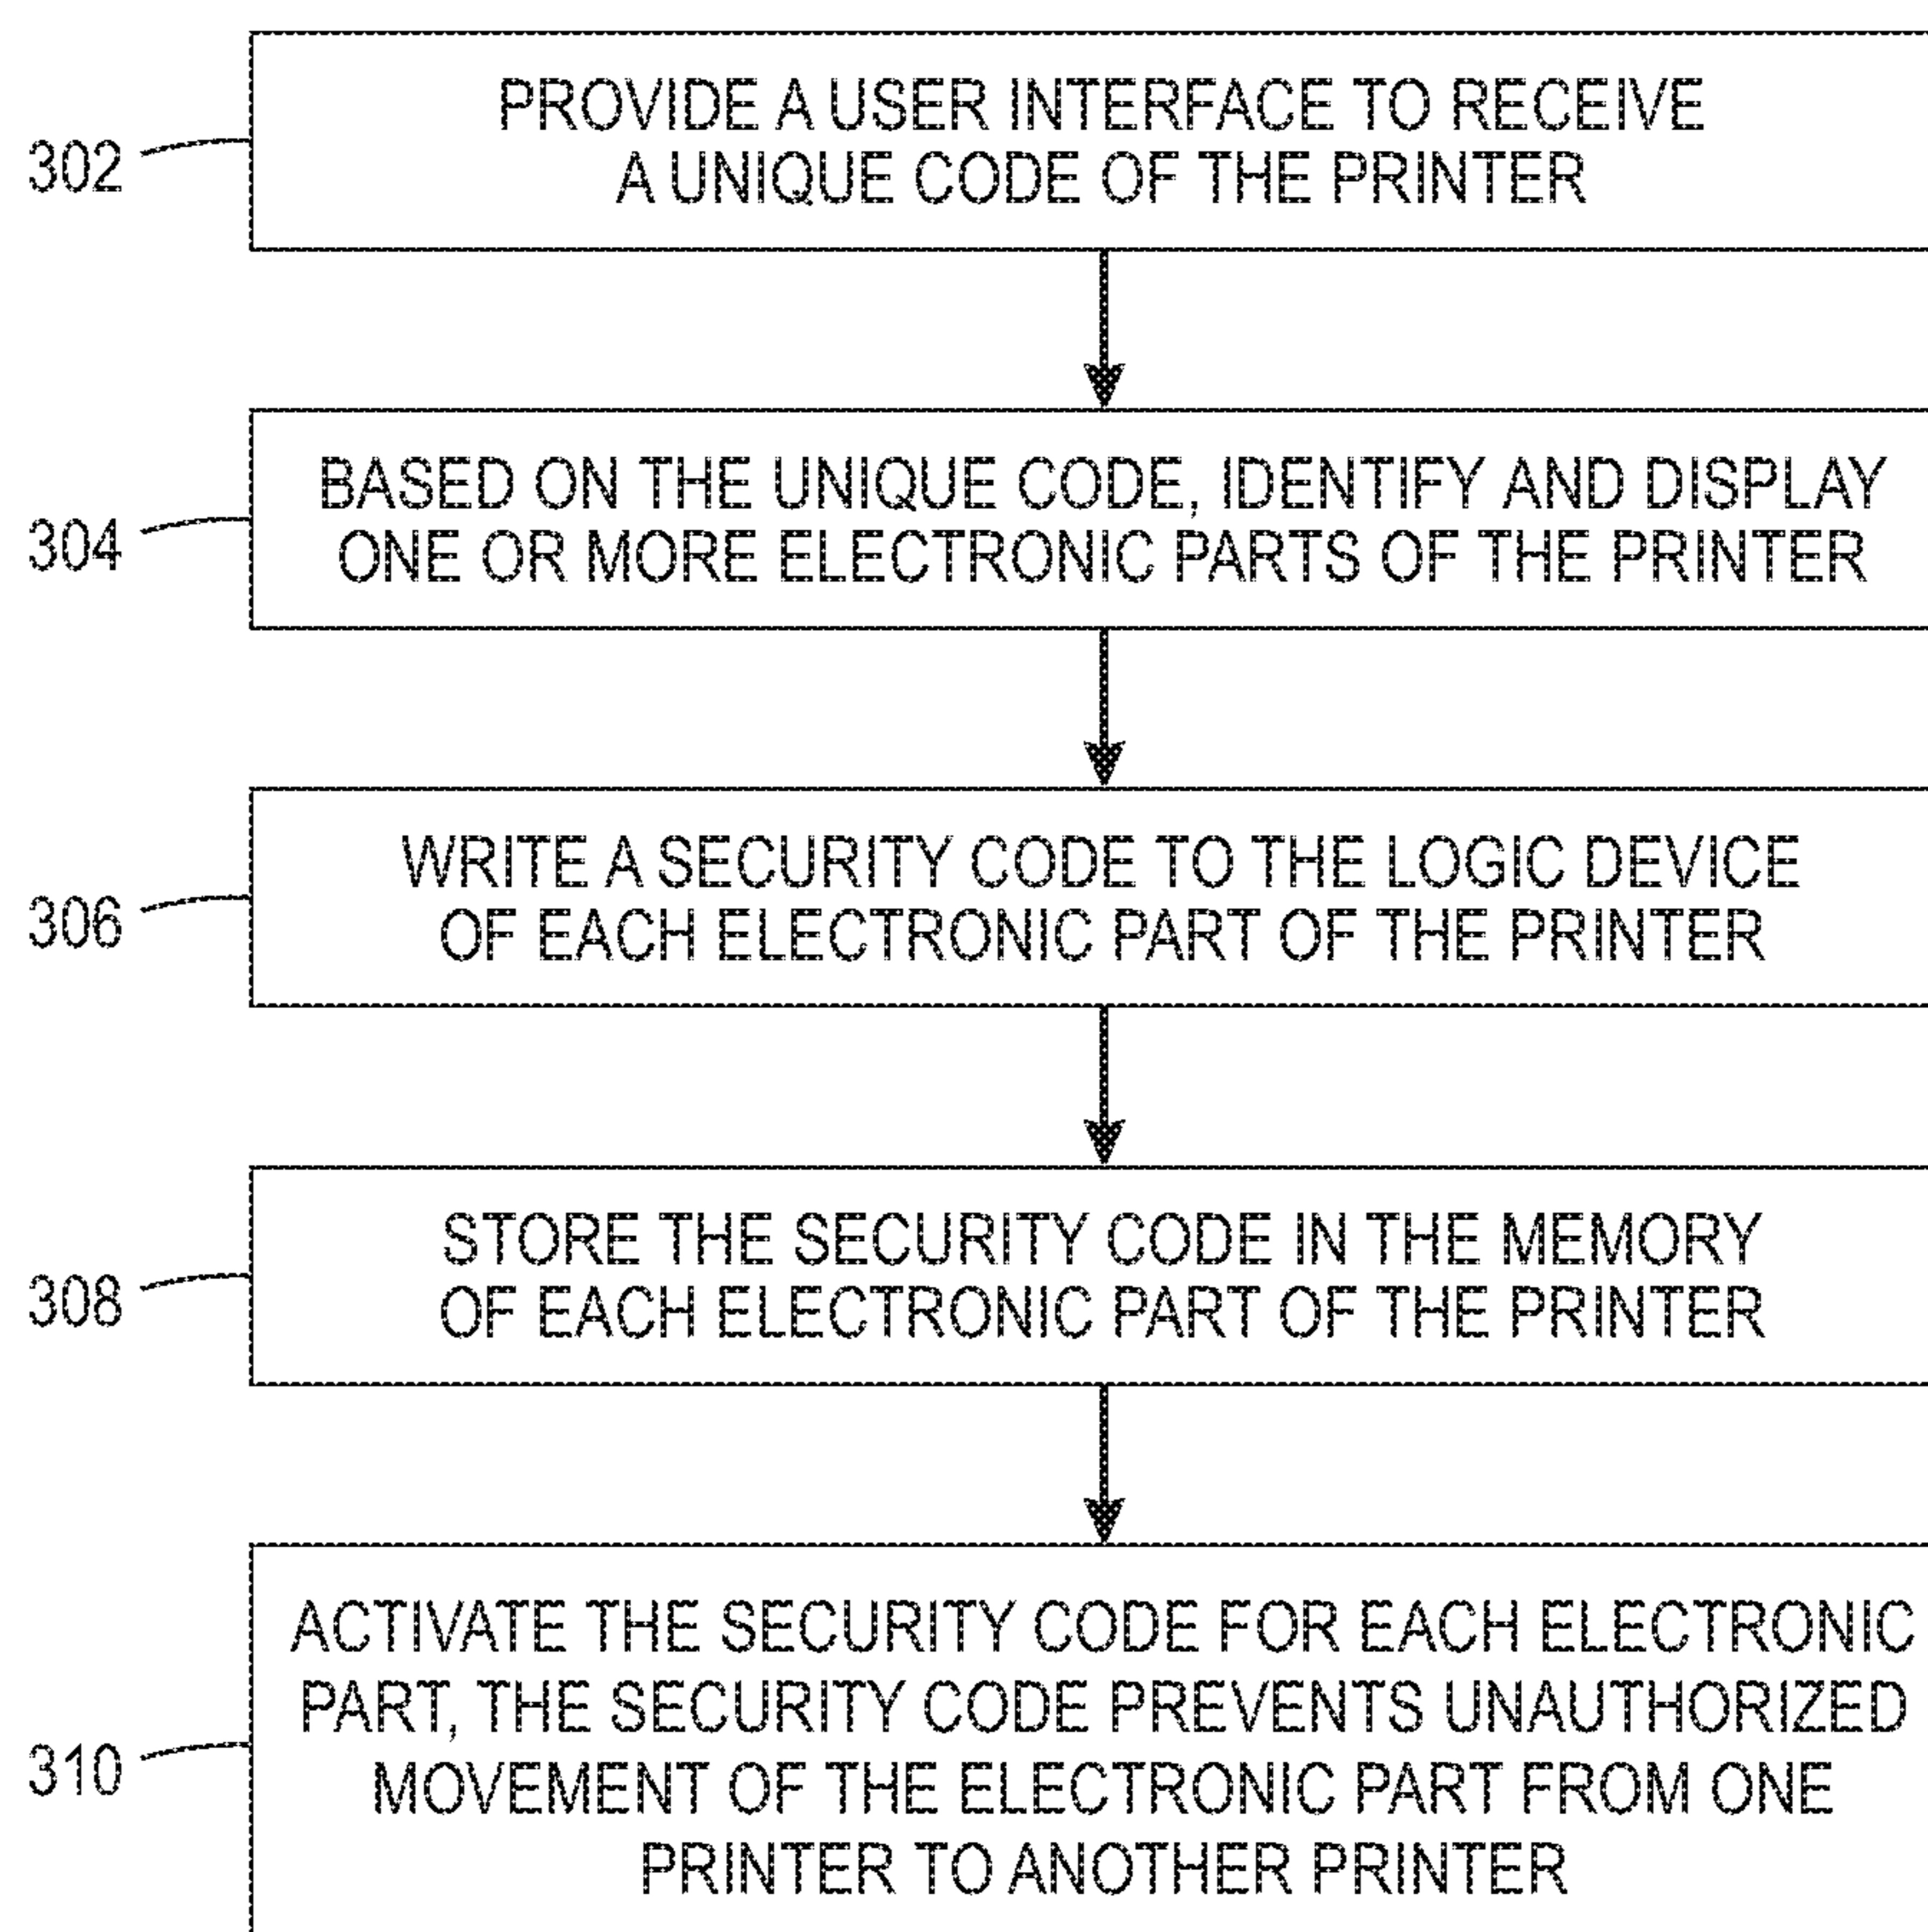 302
PROVIDE A USER INTERFACE TO RECEIVE
A UNIQUE CODE OF THE PRINTER
304
BASED ON THE UNIQUE CODE, IDENTIFY AND DISPLAY
ONE OR MORE ELECTRONIC PARTS OF THE PRINTER
306
WRITE A SECURITY CODE TO THE LOGIC DEVICE
OF EACH ELECTRONIC PART OF THE PRINTER
308
STORE THE SECURITY CODE IN THE MEMORY
OF EACH ELECTRONIC PART OF THE PRINTER
310
ACTIVATE THE SECURITY CODE FOR EACH ELECTRONIC
PART, THE SECURITY CODE PREVENTS UNAUTHORIZED
MOVEMENT OF THE ELECTRONIC PART FROM ONE
PRINTER TO ANOTHER PRINTER